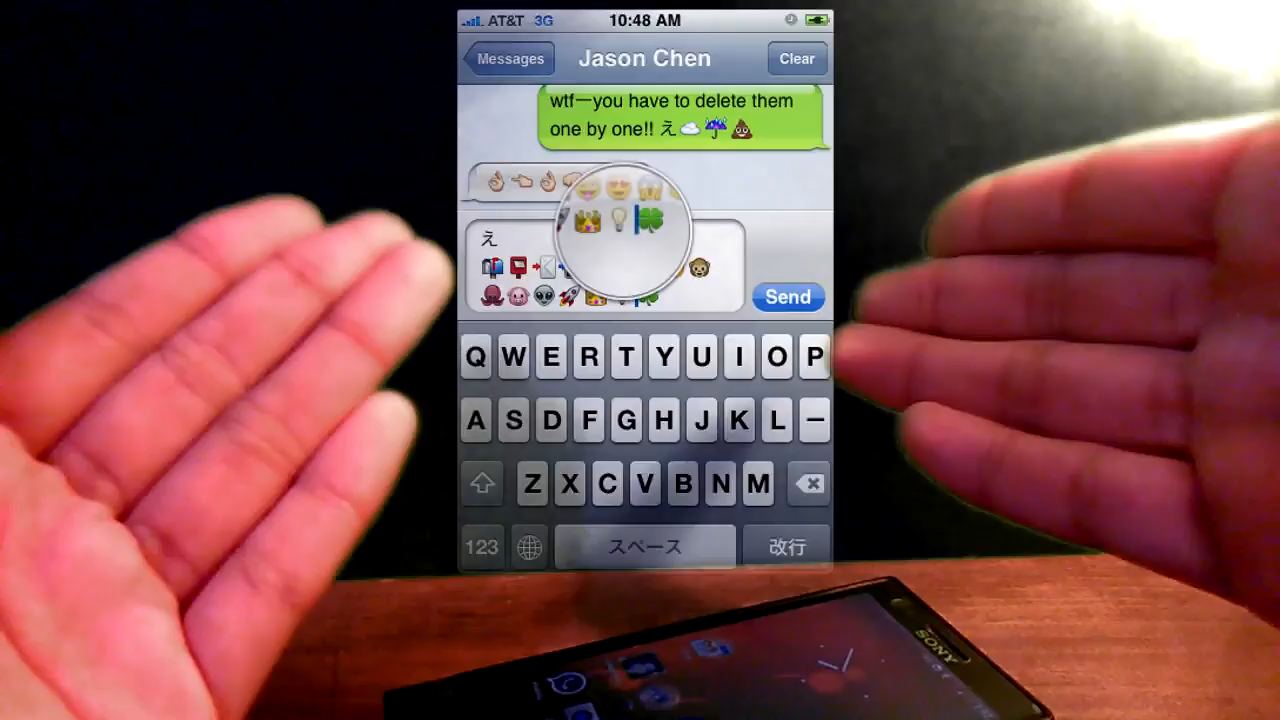 AT&T 3G 10:48 AM
Messages Jason Chen Clear
wtf—you have to delete them
one by one!! え☁️☔💩
え
Send
Q W E R T Y U I O P
A S D F G H J K L —
Z X C V B N M
123 スペース 改行
SONY